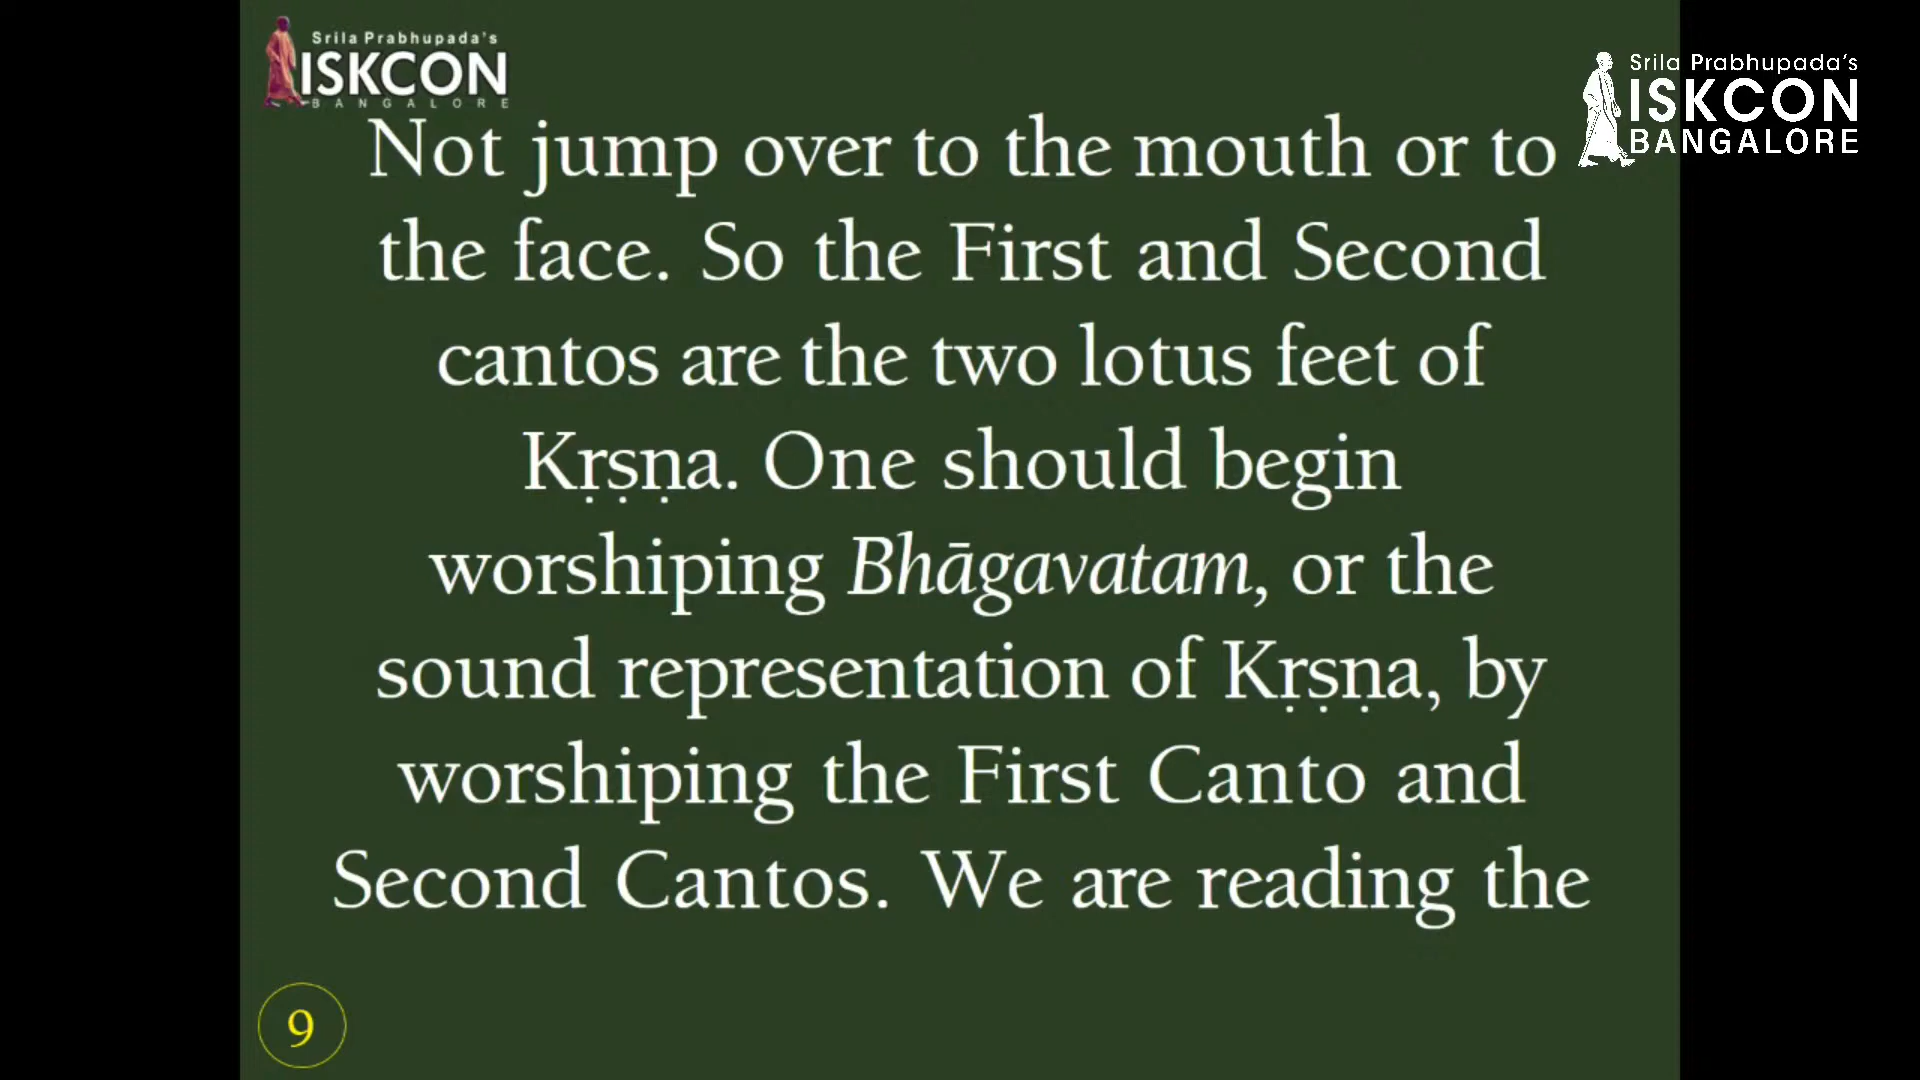 Srila Prabhupada's
ISKCON
BANGALORE
Srila Prabhupada's
ISKCON
BANGALORE
Not jump over to the mouth or to
the face. So the First and Second
cantos are the two lotus feet of
Kṛṣṇa. One should begin
worshiping Bhāgavatam, or the
sound representation of Kṛṣṇa, by
worshiping the First Canto and
Second Cantos. We are reading the
9